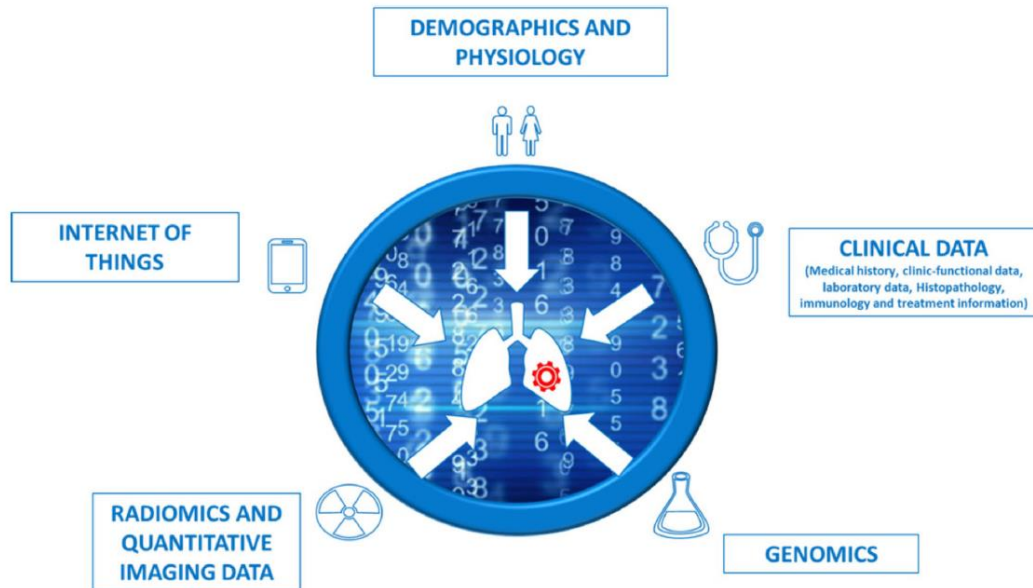 DEMOGRAPHICS AND
PHYSIOLOGY
INTERNET OF
THINGS
CLINICAL DATA
(Medical history, clinic-functional data,
laboratory data, Histopathology,
immunology and treatment information)
RADIOMICS AND
QUANTITATIVE
IMAGING DATA
GENOMICS